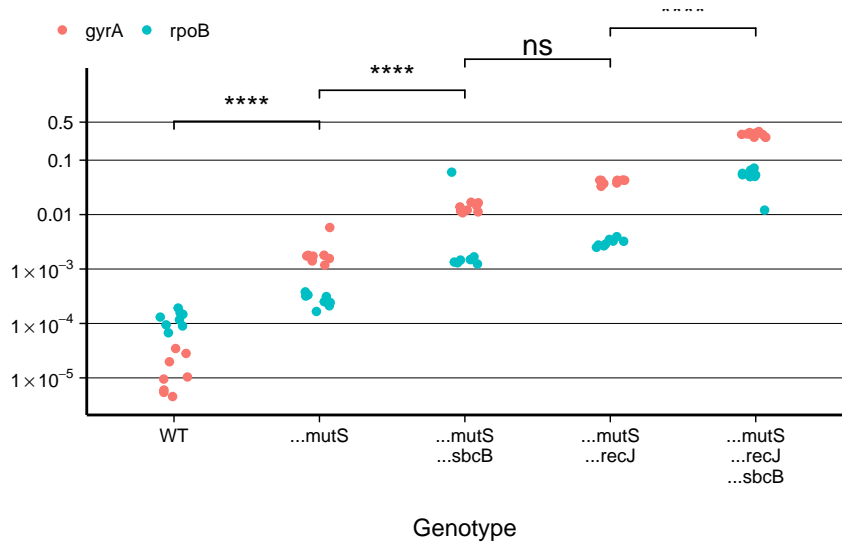 ****
gyrA rpoB
ns
****
****
0.5
0.1
0.01
1 × 10⁻³
1 × 10⁻⁴
1 × 10⁻⁵
WT ...mutS ...mutS ...mutS ...mutS
...sbcB ...recJ ...recJ
...sbcB
Genotype